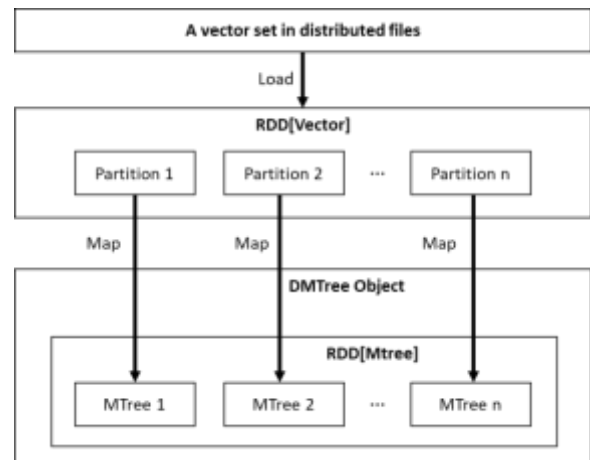 A vector set in distributed files
Load
RDD[Vector]
Partition 1 Partition 2 ... Partition n
Map Map Map
DMTree Object
RDD[Mtree]
MTree 1 MTree 2 ... MTree n